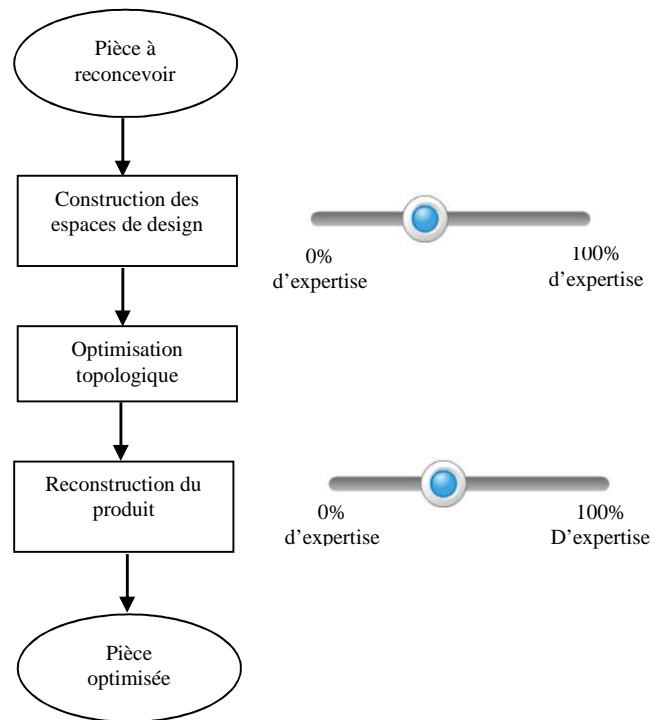 Pièce à
reconcevoir
Construction des
espaces de design
0%
d'expertise
100%
d'expertise
Optimisation
topologique
Reconstruction du
produit
0%
d'expertise
100%
D'expertise
Pièce
optimisée